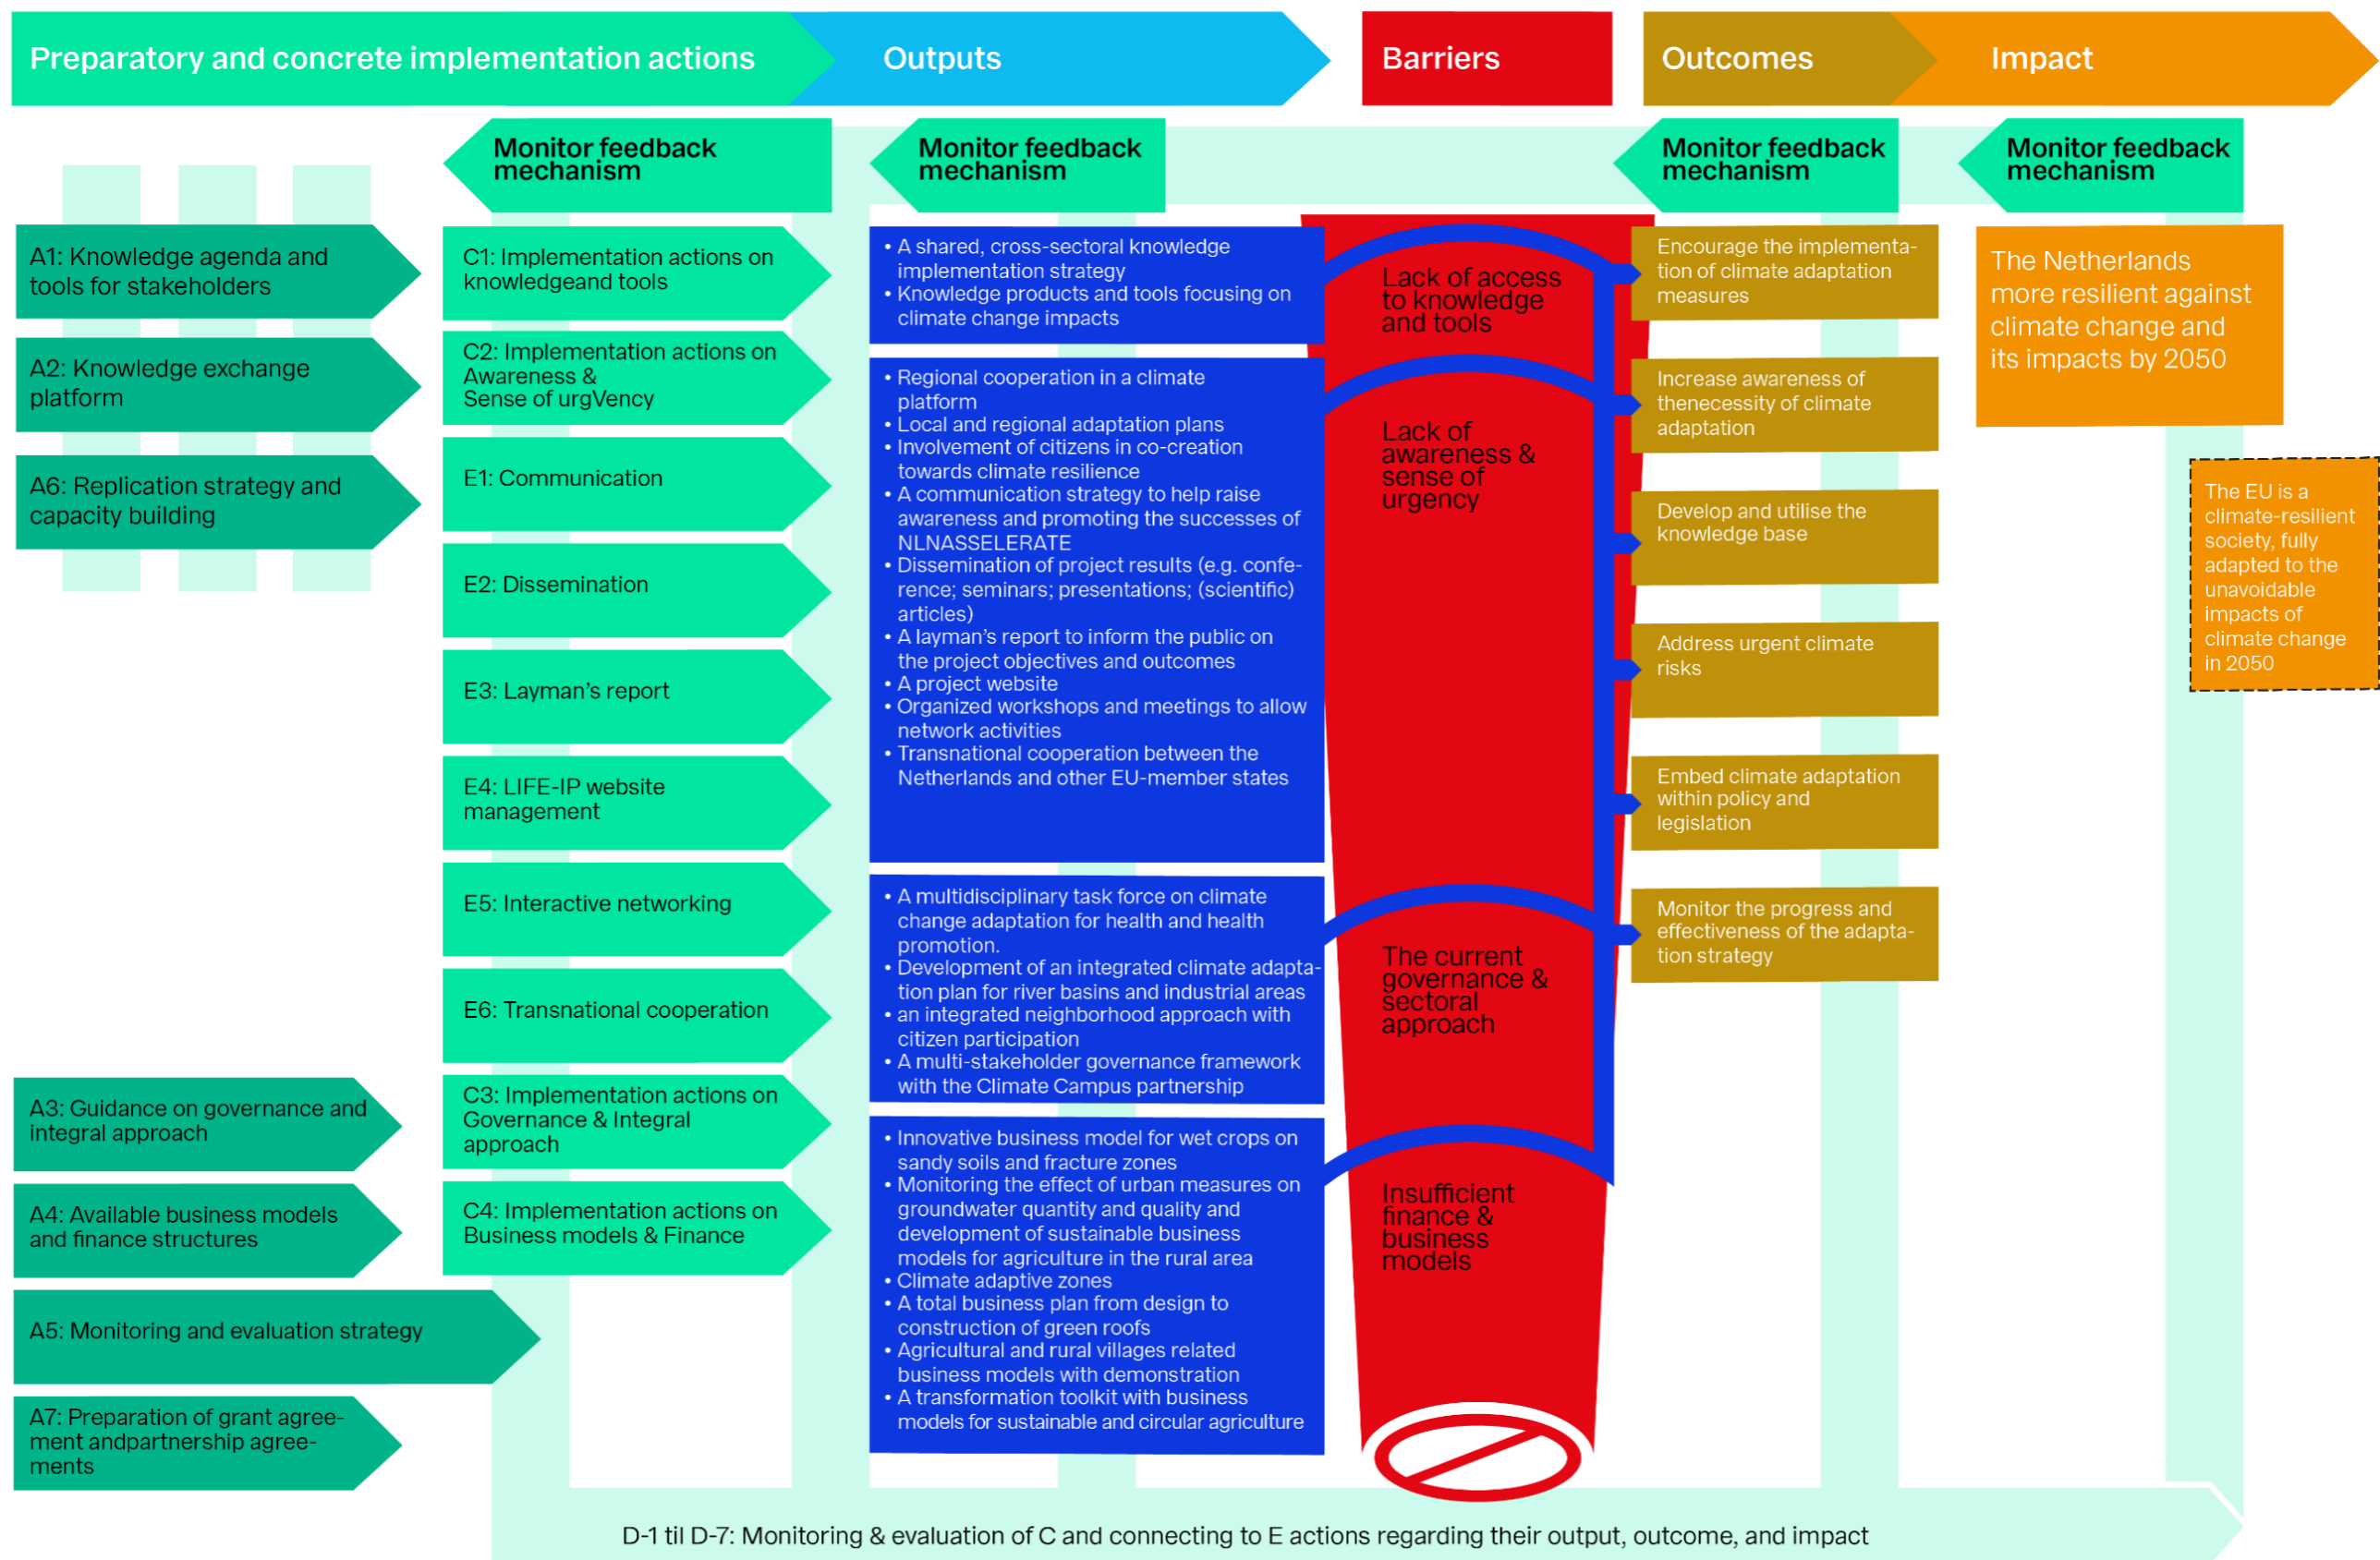 Preparatory and concrete implementation actions
Outputs
Barriers
Outcomes
Impact
Monitor feedback
mechanism
Monitor feedback
mechanism
Monitor feedback
mechanism
Monitor feedback
mechanism
A1: Knowledge agenda and
tools for stakeholders
A2: Knowledge exchange
platform
A6: Replication strategy and
capacity building
A3: Guidance on governance and
integral approach
A4: Available business models
and finance structures
A5: Monitoring and evaluation strategy
A7: Preparation of grant agree-
ment andpartnership agree-
ments
C1: Implementation actions on
knowledgeand tools
C2: Implementation actions on
Awareness &
Sense of urgVency
E1: Communication
E2: Dissemination
E3: Layman’s report
E4: LIFE-IP website
management
E5: Interactive networking
E6: Transnational cooperation
C3: Implementation actions on
Governance & Integral
approach
C4: Implementation actions on
Business models & Finance
• A shared, cross-sectoral knowledge
implementation strategy
• Knowledge products and tools focusing on
climate change impacts
• Regional cooperation in a climate
platform
• Local and regional adaptation plans
• Involvement of citizens in co-creation
towards climate resilience
• A communication strategy to help raise
awareness and promoting the successes of
NLNASSELERATE
• Dissemination of project results (e.g. confe-
rence; seminars; presentations; (scientific)
articles)
• A layman’s report to inform the public on
the project objectives and outcomes
• A project website
• Organized workshops and meetings to allow
network activities
• Transnational cooperation between the
Netherlands and other EU-member states
• A multidisciplinary task force on climate
change adaptation for health and health
promotion.
• Development of an integrated climate adapta-
tion plan for river basins and industrial areas
• an integrated neighborhood approach with
citizen participation
• A multi-stakeholder governance framework
with the Climate Campus partnership
• Innovative business model for wet crops on
sandy soils and fracture zones
• Monitoring the effect of urban measures on
groundwater quantity and quality and
development of sustainable business
models for agriculture in the rural area
• Climate adaptive zones
• A total business plan from design to
construction of green roofs
• Agricultural and rural villages related
business models with demonstration
• A transformation toolkit with business
models for sustainable and circular agriculture
Lack of access
to knowledge
and tools
Lack of
awareness &
sense of
urgency
The current
governance &
sectoral
approach
Insufficient
finance &
business
models
Encourage the implementa-
tion of climate adaptation
measures
Increase awareness of
thenecessity of climate
adaptation
Develop and utilise the
knowledge base
Address urgent climate
risks
Embed climate adaptation
within policy and
legislation
Monitor the progress and
effectiveness of the adapta-
tion strategy
The Netherlands
more resilient against
climate change and
its impacts by 2050
The EU is a
climate-resilient
society, fully
adapted to the
unavoidable
impacts of
climate change
in 2050
D-1 til D-7: Monitoring & evaluation of C and connecting to E actions regarding their output, outcome, and impact